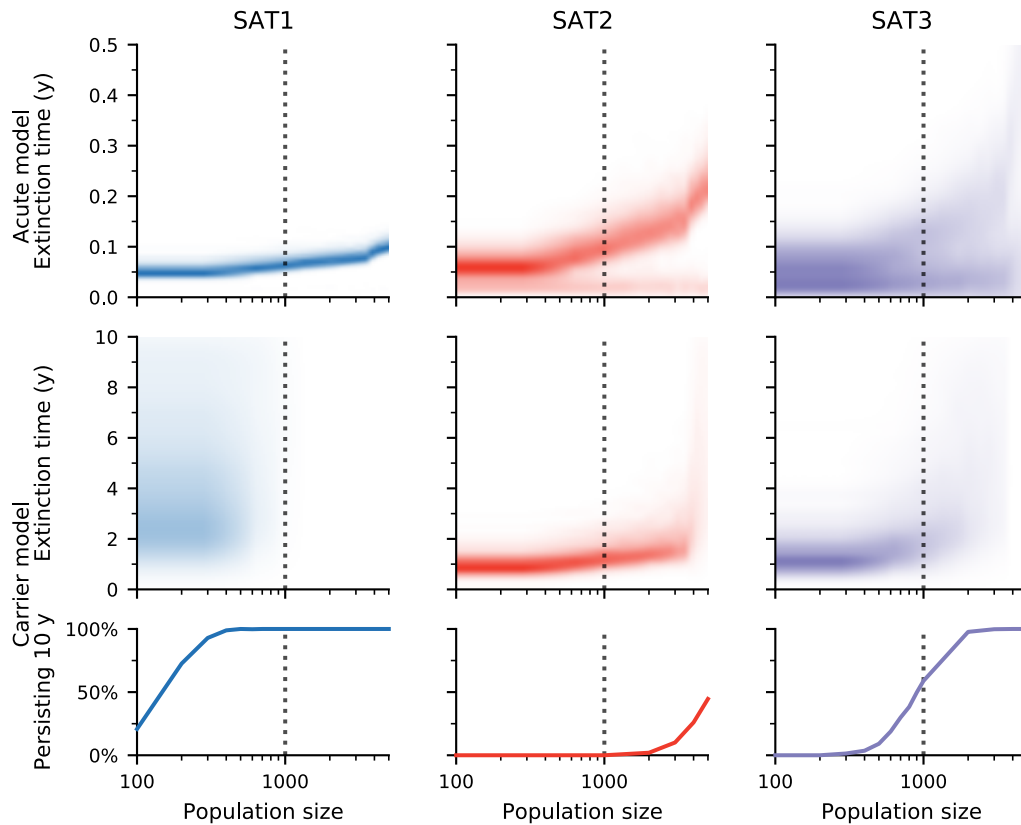 SAT1
SAT2
SAT3
Acute model
Extinction time (y)
0.5
0.4
0.3
0.2
0.1
0.0
100
1000
Carrier model
Extinction time (y)
10
8
6
4
2
0
Persisting 10 y
100%
50%
0%
100
1000
100
1000
100
1000
Population size
Population size
Population size